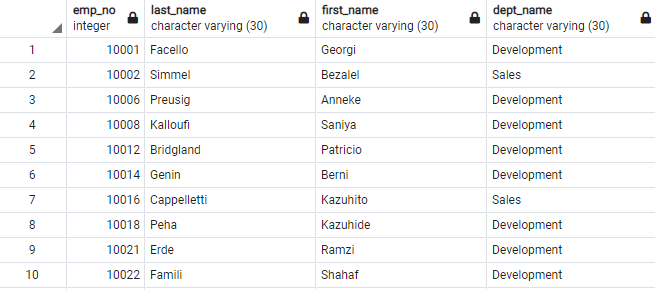 emp_no last_name first_name dept_name
integer character varying (30) character varying (30) character varying (30)
1 10001 Facello Georgi Development
2 10002 Simmel Bezalel Sales
3 10006 Preusig Anneke Development
4 10008 Kalloufi Saniya Development
5 10012 Bridgland Patricio Development
6 10014 Genin Berni Development
7 10016 Cappelletti Kazuhito Sales
8 10018 Peha Kazuhide Development
9 10021 Erde Ramzi Development
10 10022 Famili Shahaf Development